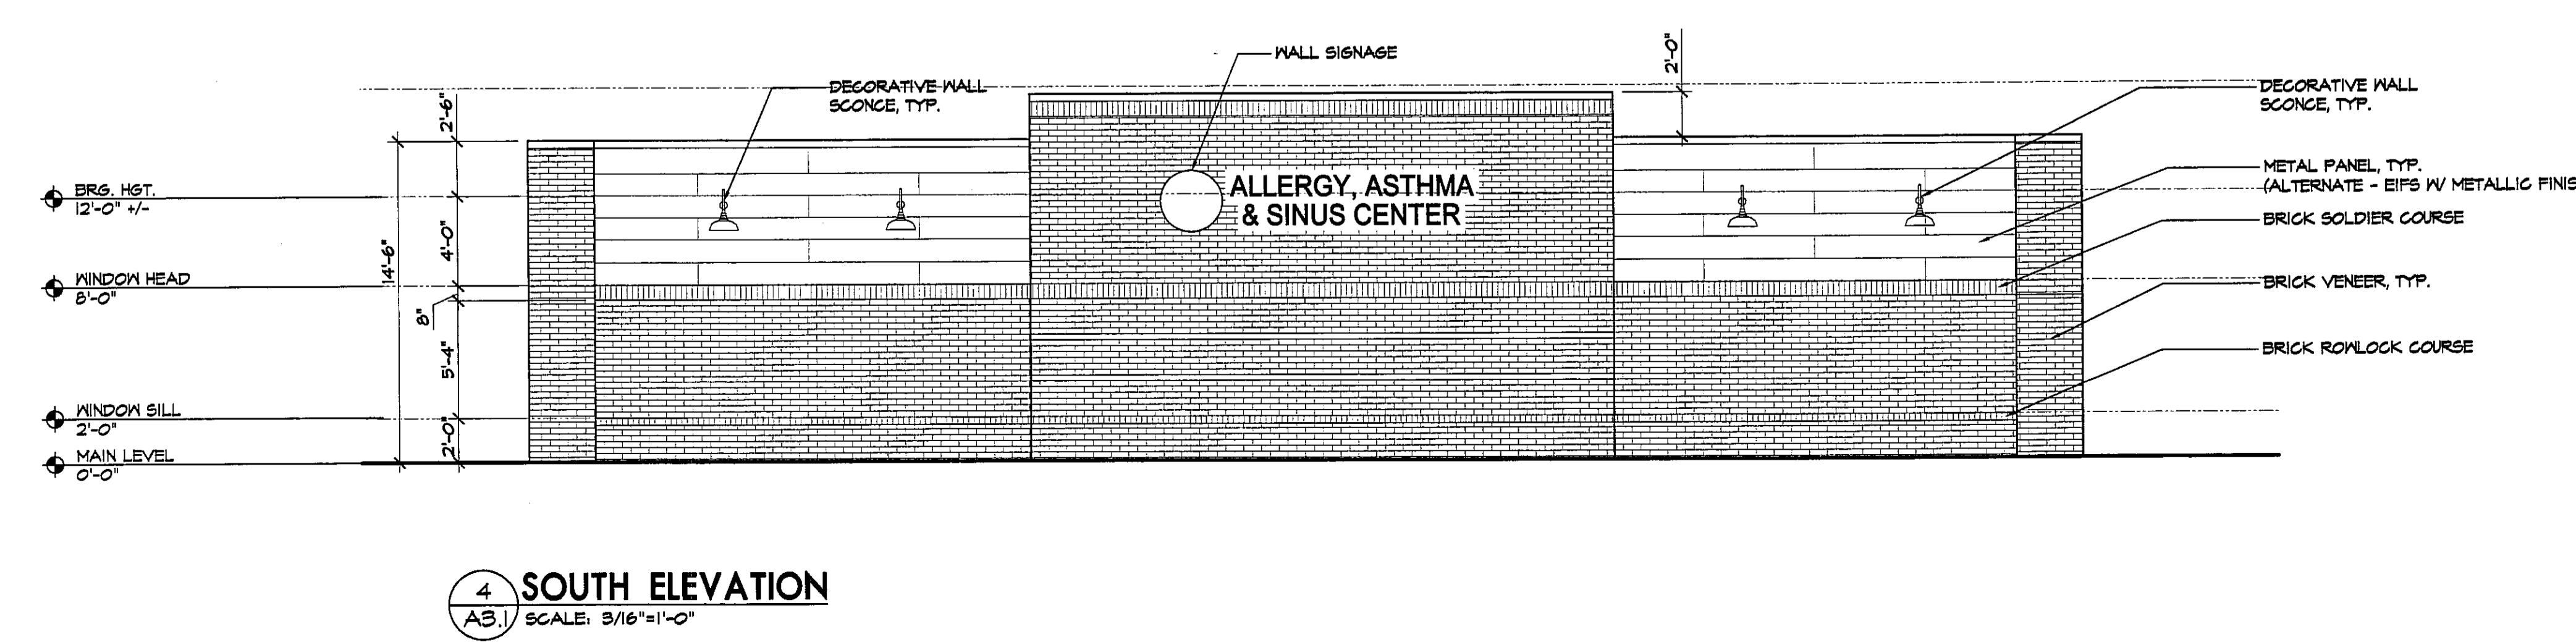 WALL SIGNAGE
2'-0"
DECORATIVE WALL
SCONCE, TYP.
DECORATIVE WALL
SCONCE, TYP.
2'-6"
METAL PANEL, TYP.
(ALTERNATE - EIFS W/ METALLIC FINIS
BRG. HGT.
12'-0" +/-
ALLERGY, ASTHMA
& SINUS CENTER
BRICK SOLDIER COURSE
4'-0"
14'-6"
WINDOW HEAD
8'-0"
BRICK VENEER, TYP.
8"
5'-4"
BRICK ROWLOCK COURSE
WINDOW SILL
2'-0"
2'-0"
MAIN LEVEL
0'-0"
4
A3.1
SOUTH ELEVATION
SCALE: 3/16"=1'-0"